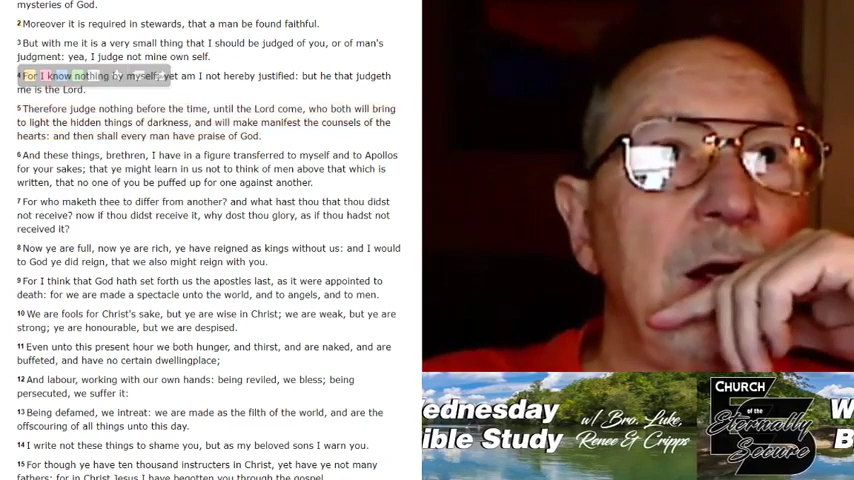 mysteries of God.
2 Moreover it is required in stewards, that a man be found faithful.
3 But with me it is a very small thing that I should be judged of you, or of man's
judgment: yea, I judge not mine own self.
4 For I know nothing by myself; yet am I not hereby justified: but he that judgeth
me is the Lord.
5 Therefore judge nothing before the time, until the Lord come, who both will bring
to light the hidden things of darkness, and will make manifest the counsels of the
hearts: and then shall every man have praise of God.
6 And these things, brethren, I have in a figure transferred to myself and to Apollos
for your sakes; that ye might learn in us not to think of men above that which is
written, that no one of you be puffed up for one against another.
7 For who maketh thee to differ from another? and what hast thou that thou didst
not receive? now if thou didst receive it, why dost thou glory, as if thou hadst not
received it?
8 Now ye are full, now ye are rich, ye have reigned as kings without us: and I would
to God ye did reign, that we also might reign with you.
9 For I think that God hath set forth us the apostles last, as it were appointed to
death: for we are made a spectacle unto the world, and to angels, and to men.
10 We are fools for Christ's sake, but ye are wise in Christ; we are weak, but ye are
strong; ye are honourable, but we are despised.
11 Even unto this present hour we both hunger, and thirst, and are naked, and are
buffeted, and have no certain dwellingplace;
12 And labour, working with our own hands: being reviled, we bless; being
persecuted, we suffer it:
13 Being defamed, we intreat: we are made as the filth of the world, and are the
offscouring of all things unto this day.
14 I write not these things to shame you, but as my beloved sons I warn you.
15 For though ye have ten thousand instructers in Christ, yet have ye not many
fathers: for in Christ Jesus I have begotten you through the gospel.
ednesday
ible Study
w/ Bro. Luke,
Renee & Cripps
CHURCH
of the
Eternally
Secure
W
B